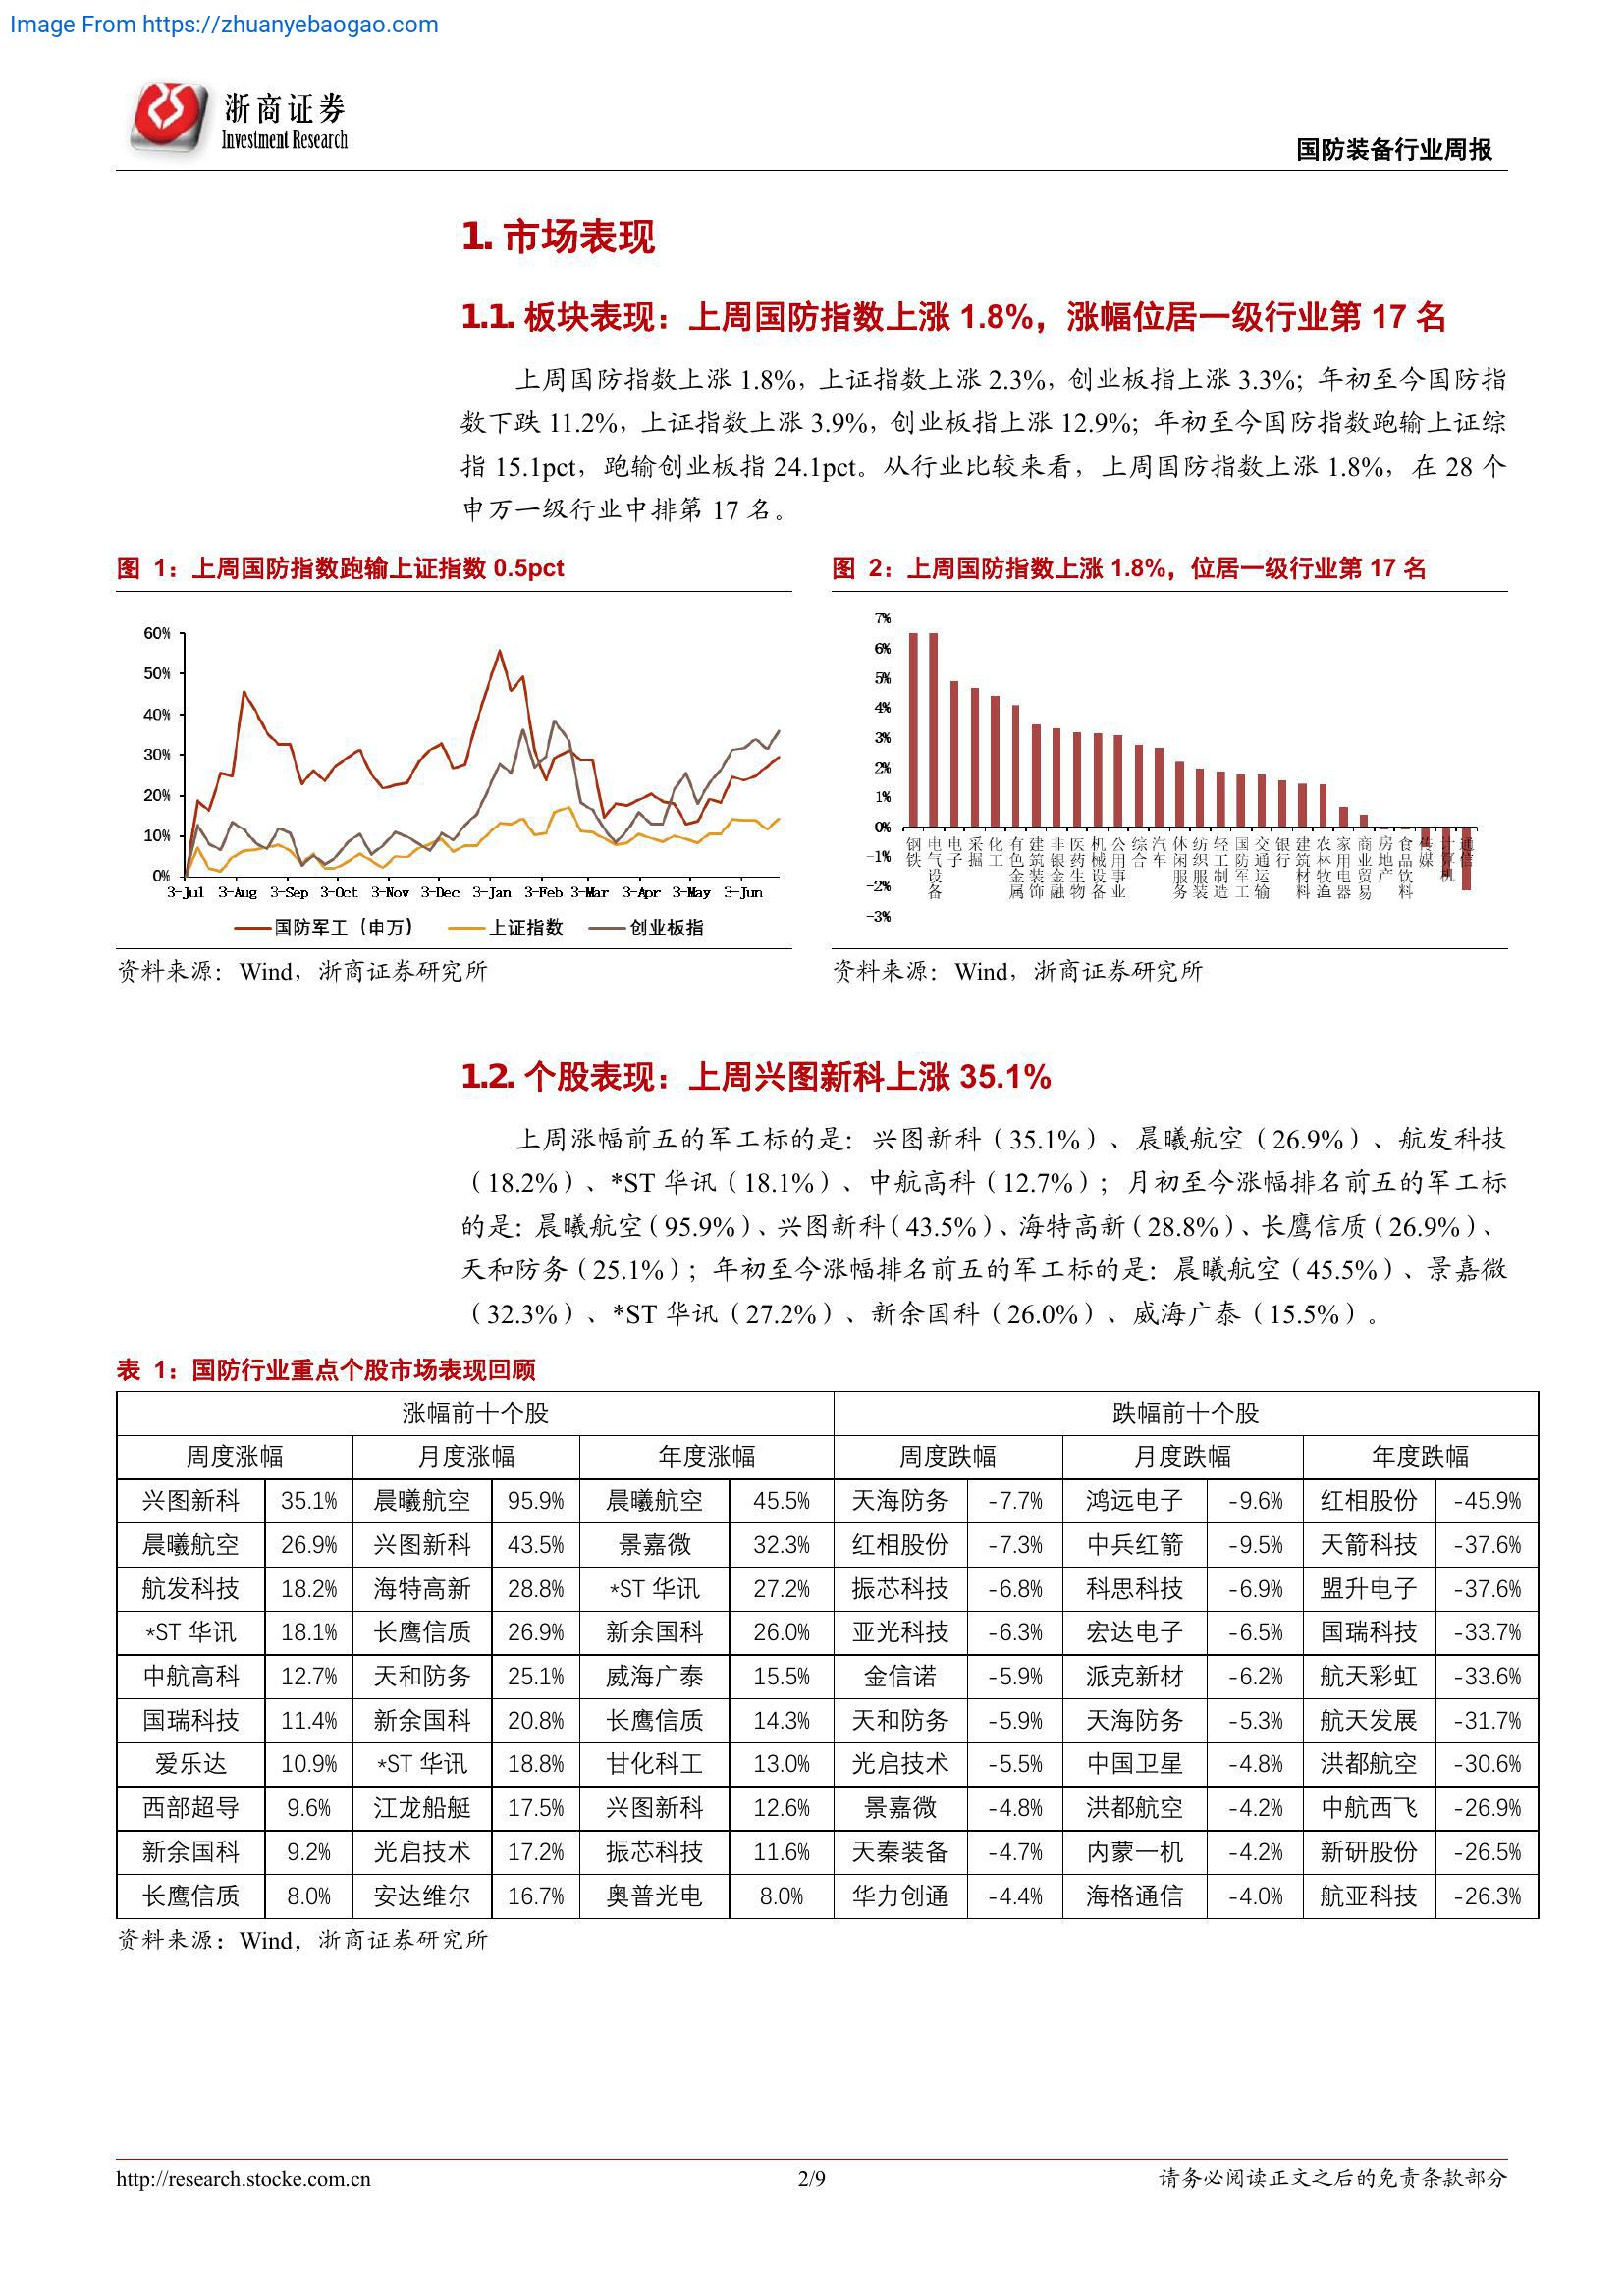 Image From https://zhuanyebaogao.com
浙商证券
Investment Research
国防装备行业周报
1. 市场表现
1.1. 板块表现：上周国防指数上涨 1.8%，涨幅位居一级行业第 17 名
上周国防指数上涨 1.8%，上证指数上涨 2.3%，创业板指上涨 3.3%；年初至今国防指
数下跌 11.2%，上证指数上涨 3.9%，创业板指上涨 12.9%；年初至今国防指数跑输上证综
指 15.1pct，跑输创业板指 24.1pct。从行业比较来看，上周国防指数上涨 1.8%，在 28 个
申万一级行业中排第 17 名。
图 1：上周国防指数跑输上证指数 0.5pct
60%
50%
40%
30%
20%
10%
0%
3-Jul 3-Aug 3-Sep 3-Oct 3-Nov 3-Dec 3-Jan 3-Feb 3-Mar 3-Apr 3-May 3-Jun
国防军工（申万） 上证指数 创业板指
资料来源：Wind，浙商证券研究所
图 2：上周国防指数上涨 1.8%，位居一级行业第 17 名
7%
6%
5%
4%
3%
2%
1%
0%
-1%
-2%
-3%
钢铁 电气设备 电子 采掘 化工 有色金属 建筑装饰 非银金融 医药生物 机械设备 公用事业 综合 汽车 休闲服务 纺织服装 轻工制造 国防军工 交通运输 银行 建筑材料 农林牧渔 家用电器 商业贸易 房地产 食品饮料 传媒 计算机 通信
资料来源：Wind，浙商证券研究所
1.2. 个股表现：上周兴图新科上涨 35.1%
上周涨幅前五的军工标的是：兴图新科（35.1%）、晨曦航空（26.9%）、航发科技
（18.2%）、*ST 华讯（18.1%）、中航高科（12.7%）；月初至今涨幅排名前五的军工标
的是：晨曦航空（95.9%）、兴图新科（43.5%）、海特高新（28.8%）、长鹰信质（26.9%）、
天和防务（25.1%）；年初至今涨幅排名前五的军工标的是：晨曦航空（45.5%）、景嘉微
（32.3%）、*ST 华讯（27.2%）、新余国科（26.0%）、威海广泰（15.5%）。
表 1：国防行业重点个股市场表现回顾
涨幅前十个股 跌幅前十个股
周度涨幅 月度涨幅 年度涨幅 周度跌幅 月度跌幅 年度跌幅
兴图新科 35.1% 晨曦航空 95.9% 晨曦航空 45.5% 天海防务 -7.7% 鸿远电子 -9.6% 红相股份 -45.9%
晨曦航空 26.9% 兴图新科 43.5% 景嘉微 32.3% 红相股份 -7.3% 中兵红箭 -9.5% 天箭科技 -37.6%
航发科技 18.2% 海特高新 28.8% *ST 华讯 27.2% 振芯科技 -6.8% 科思科技 -6.9% 盟升电子 -37.6%
*ST 华讯 18.1% 长鹰信质 26.9% 新余国科 26.0% 亚光科技 -6.3% 宏达电子 -6.5% 国瑞科技 -33.7%
中航高科 12.7% 天和防务 25.1% 威海广泰 15.5% 金信诺 -5.9% 派克新材 -6.2% 航天彩虹 -33.6%
国瑞科技 11.4% 新余国科 20.8% 长鹰信质 14.3% 天和防务 -5.9% 天海防务 -5.3% 航天发展 -31.7%
爱乐达 10.9% *ST 华讯 18.8% 甘化科工 13.0% 光启技术 -5.5% 中国卫星 -4.8% 洪都航空 -30.6%
西部超导 9.6% 江龙船艇 17.5% 兴图新科 12.6% 景嘉微 -4.8% 洪都航空 -4.2% 中航西飞 -26.9%
新余国科 9.2% 光启技术 17.2% 振芯科技 11.6% 天秦装备 -4.7% 内蒙一机 -4.2% 新研股份 -26.5%
长鹰信质 8.0% 安达维尔 16.7% 奥普光电 8.0% 华力创通 -4.4% 海格通信 -4.0% 航亚科技 -26.3%
资料来源：Wind，浙商证券研究所
http://research.stocke.com.cn 2/9 请务必阅读正文之后的免责条款部分